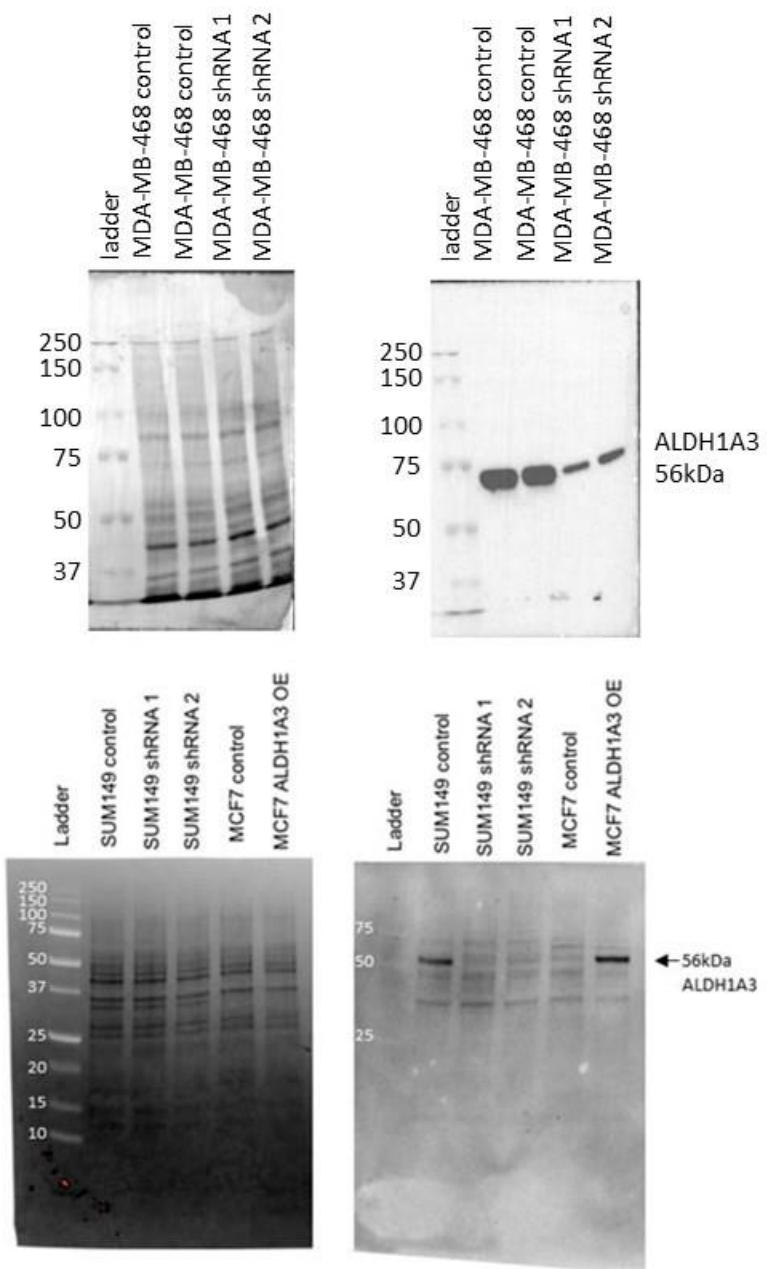 ladder
MDA-MB-468 control
MDA-MB-468 control
MDA-MB-468 shRNA 1
MDA-MB-468 shRNA 2
250
150
100
75
50
37
ladder
MDA-MB-468 control
MDA-MB-468 control
MDA-MB-468 shRNA 1
MDA-MB-468 shRNA 2
250
150
100
75
50
37
ALDH1A3
56kDa
Ladder
SUM149 control
SUM149 shRNA 1
SUM149 shRNA 2
MCF7 control
MCF7 ALDH1A3 OE
250
150
100
75
50
37
25
20
15
10
Ladder
SUM149 control
SUM149 shRNA 1
SUM149 shRNA 2
MCF7 control
MCF7 ALDH1A3 OE
75
50
25
56kDa
ALDH1A3